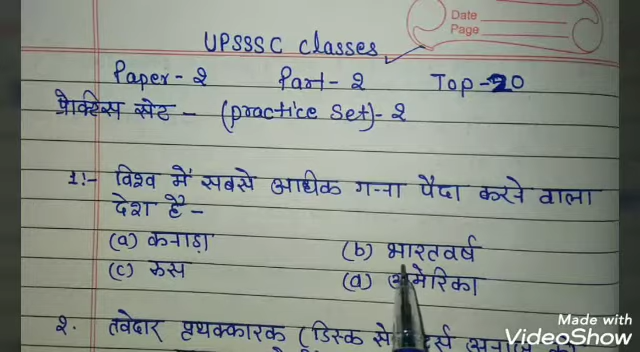 Date
Page
UPSSSC classes
Paper - 2 Part - 2 Top - 20
प्रैक्टिस सेट - (practice set) - 2
1:- विश्व में सबसे अधिक गन्ना पैदा करने वाला
देश है -
(a) कनाड़ा (b) भारतवर्ष
(c) रूस (d) अमेरिका
2. तवेदार पृथक्कारक (डिस्क
Made with
VideoShow